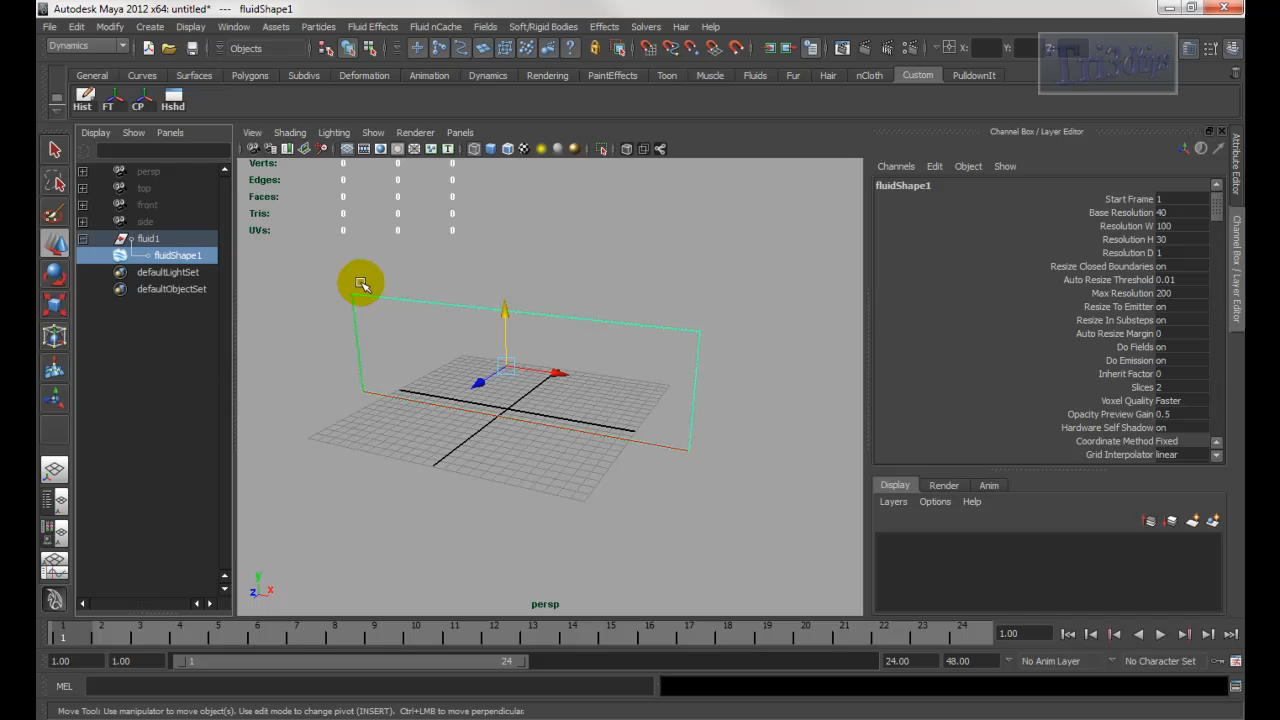 Autodesk Maya 2012 x64: untitled* --- fluidShape1
File Edit Modify Create Display Window Assets Particles Fluid Effects Fluid nCache Fields Soft/Rigid Bodies Effects Solvers Hair Help
Dynamics Objects X: Y: Z:
General Curves Surfaces Polygons Subdivs Deformation Animation Dynamics Rendering PaintEffects Toon Muscle Fluids Fur Hair nCloth Custom PulldownIt
Hist FT CP Hshd
Display Show Panels
View Shading Lighting Show Renderer Panels
Channel Box / Layer Editor
persp
top
front
side
fluid1
fluidShape1
defaultLightSet
defaultObjectSet
Verts: 0 0 0
Edges: 0 0 0
Faces: 0 0 0
Tris: 0 0 0
UVs: 0 0 0
y
z x
persp
Channels Edit Object Show
fluidShape1
Start Frame 1
Base Resolution 40
Resolution W 100
Resolution H 30
Resolution D 1
Resize Closed Boundaries on
Auto Resize Threshold 0.01
Max Resolution 200
Resize To Emitter on
Resize In Substeps on
Auto Resize Margin 0
Do Fields on
Do Emission on
Inherit Factor 0
Slices 2
Voxel Quality Faster
Opacity Preview Gain 0.5
Hardware Self Shadow on
Coordinate Method Fixed
Grid Interpolator linear
Display Render Anim
Layers Options Help
Attribute Editor
Channel Box / Layer Editor
1 2 3 4 5 6 7 8 9 10 11 12 13 14 15 16 17 18 19 20 21 22 23 24
1
1.00
1.00 1.00 1 24 24.00 48.00 No Anim Layer No Character Set
MEL
Move Tool: Use manipulator to move object(s). Use edit mode to change pivot (INSERT). Ctrl+LMB to move perpendicular.